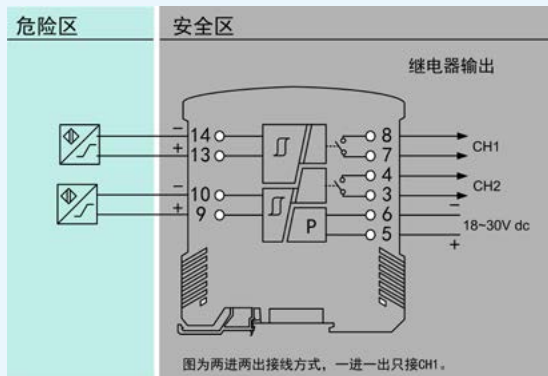 危险区
安全区
继电器输出
− 14 8
+ 13 7 CH1
4
− 10 3 CH2
+ 9 6 −
P 5 18~30V dc
+
图为两进两出接线方式，一进一出只接CH1。